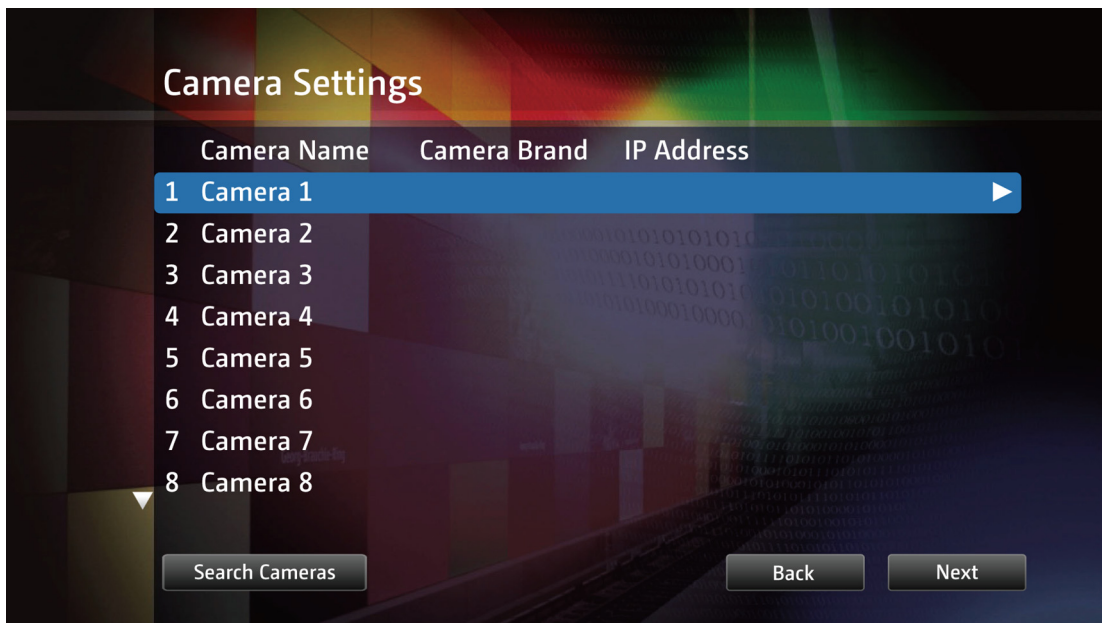 Camera Settings
Camera Name Camera Brand IP Address
1 Camera 1
2 Camera 2
3 Camera 3
4 Camera 4
5 Camera 5
6 Camera 6
7 Camera 7
8 Camera 8
Search Cameras Back Next